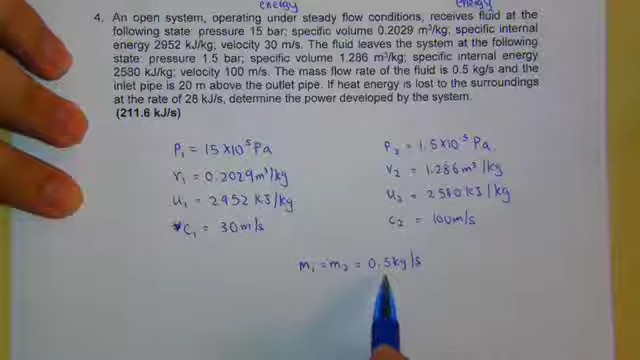 energy energy
4. An open system, operating under steady flow conditions, receives fluid at the
following state: pressure 15 bar; specific volume 0.2029 m³/kg; specific internal
energy 2952 kJ/kg; velocity 30 m/s. The fluid leaves the system at the following
state: pressure 1.5 bar; specific volume 1.286 m³/kg; specific internal energy
2580 kJ/kg; velocity 100 m/s. The mass flow rate of the fluid is 0.5 kg/s and the
inlet pipe is 20 m above the outlet pipe. If heat energy is lost to the surroundings
at the rate of 28 kJ/s, determine the power developed by the system.
(211.6 kJ/s)
P₁ = 15 × 10⁵ Pa P₂ = 1.5 × 10⁵ Pa
V₁ = 0.2029 m³/kg V₂ = 1.286 m³/kg
U₁ = 2952 kJ/kg U₂ = 2580 kJ/kg
C₁ = 30 m/s C₂ = 100 m/s
m₁ = m₂ = 0.5 kg/s